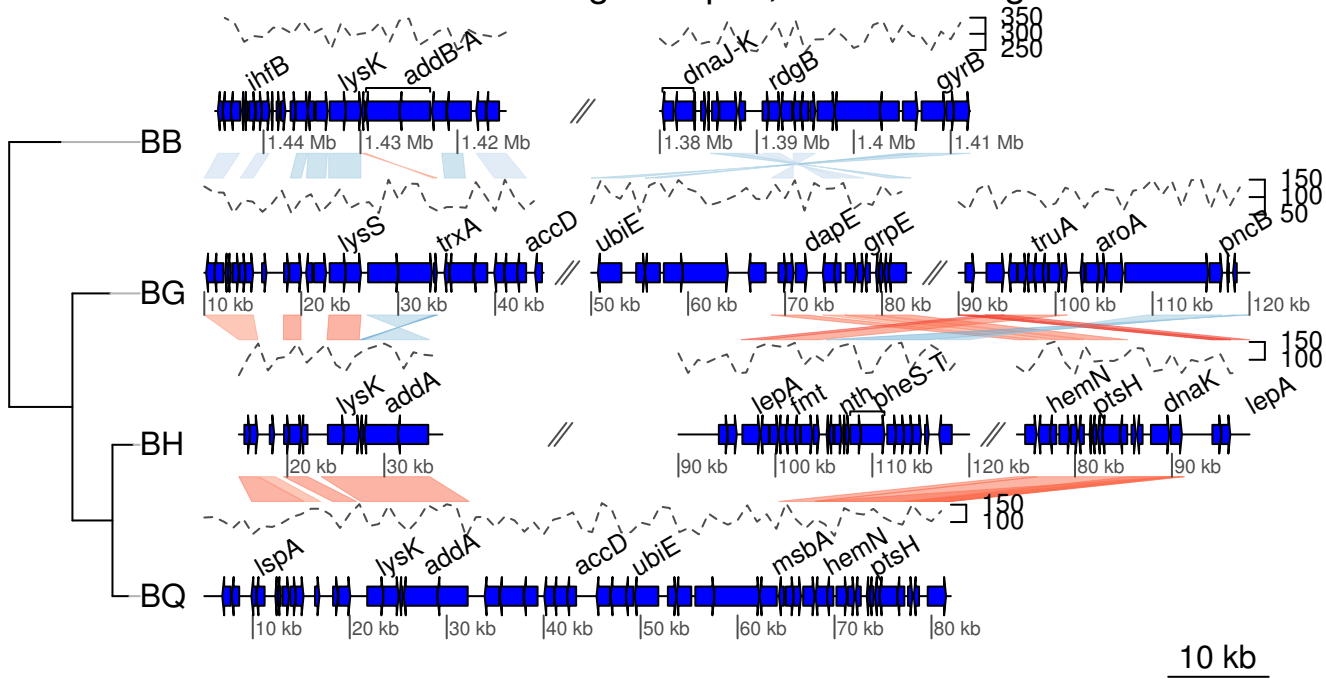 350
300
250
ihfB lysK addB-A dnaJ-K rdgB gyrB
BB
1.44 Mb 1.43 Mb 1.42 Mb 1.38 Mb 1.39 Mb 1.4 Mb 1.41 Mb
150
100
50
lysS trxA accD ubiE dapE grpE truA aroA pncB
BG
10 kb 20 kb 30 kb 40 kb 50 kb 60 kb 70 kb 80 kb 90 kb 100 kb 110 kb 120 kb
150
100
lysK addA lepA fmt nth pheS-T hemN ptsH dnaK lepA
BH
20 kb 30 kb 90 kb 100 kb 110 kb 120 kb 80 kb 90 kb
150
100
lspA lysK addA accD ubiE msbA hemN ptsH
BQ
10 kb 20 kb 30 kb 40 kb 50 kb 60 kb 70 kb 80 kb
10 kb